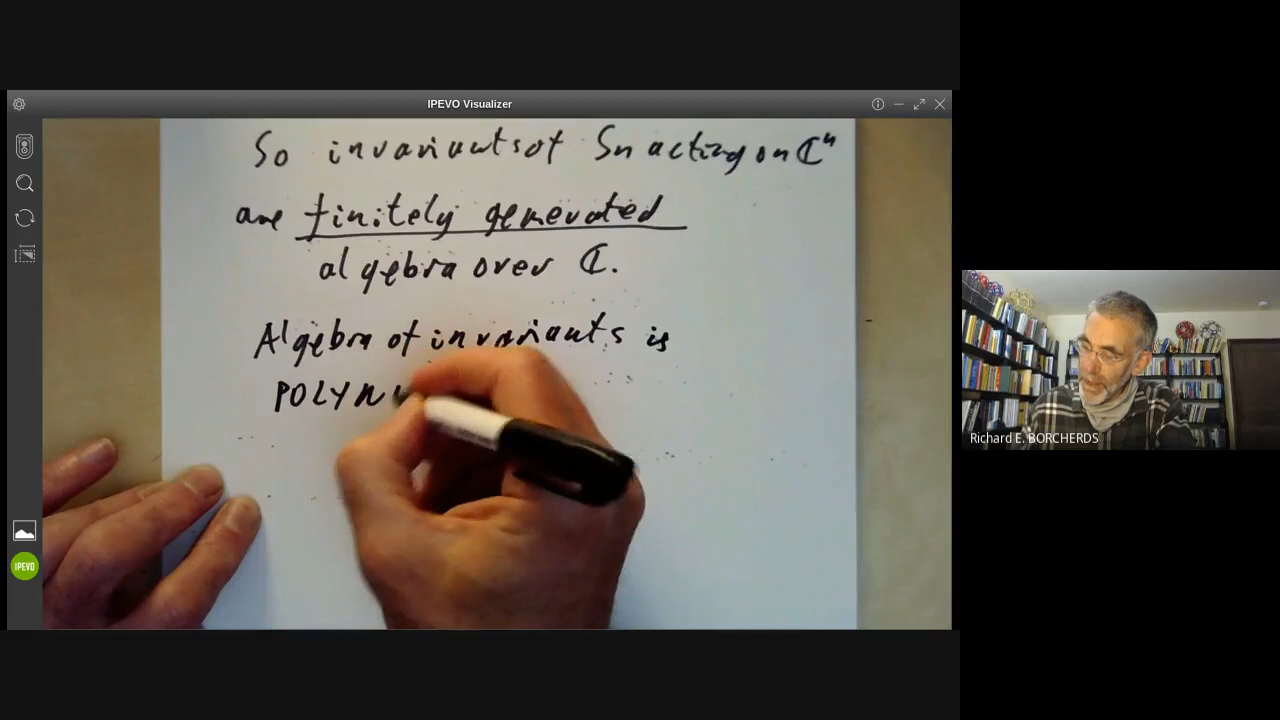 IPEVO Visualizer
So invariants of Sn acting on ℂⁿ
are finitely generated
algebra over ℂ.
Algebra of invariants is
POLYN
Richard E. BORCHERDS
IPEVO